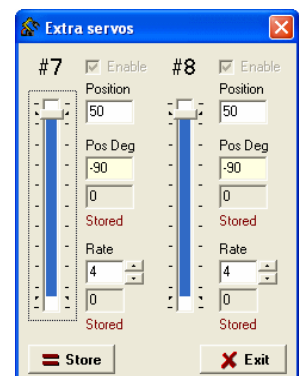 Extra servos
#7 Enable #8 Enable
Position Position
50 50
Pos Deg Pos Deg
-90 -90
0 0
Stored Stored
Rate Rate
4 4
0 0
Stored Stored
Store Exit